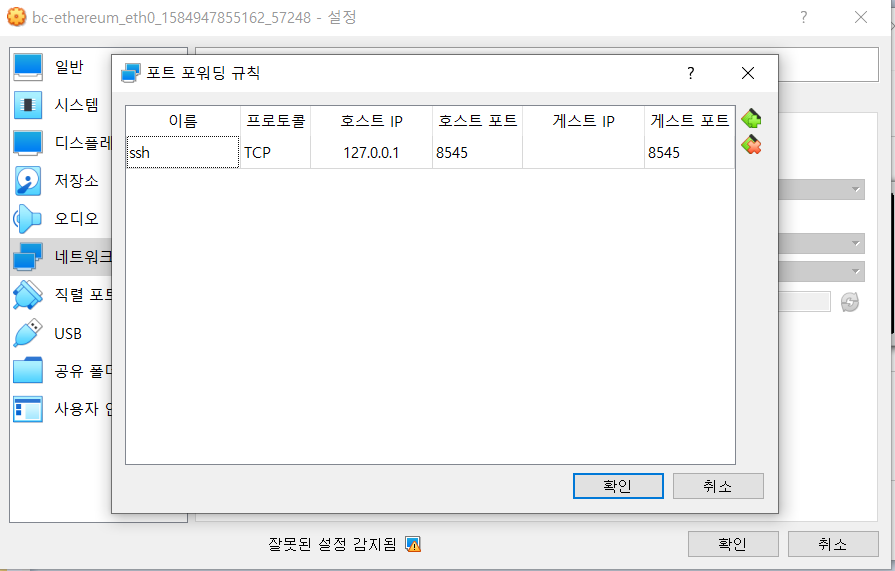 bc-ethereum_eth0_1584947855162_57248 - 설정
일반
시스템
디스플레
저장소
오디오
네트워크
직렬 포트
USB
공유 폴더
사용자 인
포트 포워딩 규칙
이름 프로토콜 호스트 IP 호스트 포트 게스트 IP 게스트 포트
ssh TCP 127.0.0.1 8545 8545
확인 취소
잘못된 설정 감지됨
확인 취소